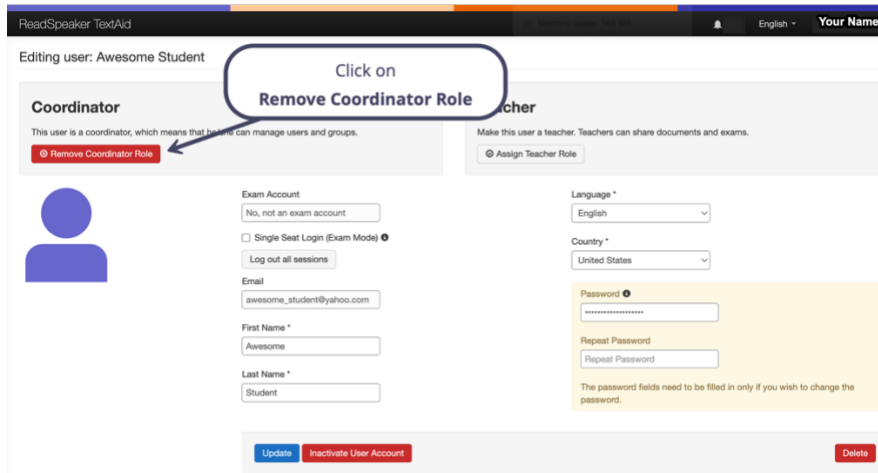 ReadSpeaker TextAid
English
Your Name
Editing user: Awesome Student
Click on
Remove Coordinator Role
Coordinator
This user is a coordinator, which means that can manage users and groups.
Remove Coordinator Role
cher
Make this user a teacher. Teachers can share documents and exams.
Assign Teacher Role
Exam Account
No, not an exam account
Single Seat Login (Exam Mode)
Log out all sessions
Email
awesome_student@yahoo.com
First Name *
Awesome
Last Name *
Student
Language *
English
Country *
United States
Password
Repeat Password
Repeat Password
The password fields need to be filled in only if you wish to change the
password.
Update
Inactivate User Account
Delete